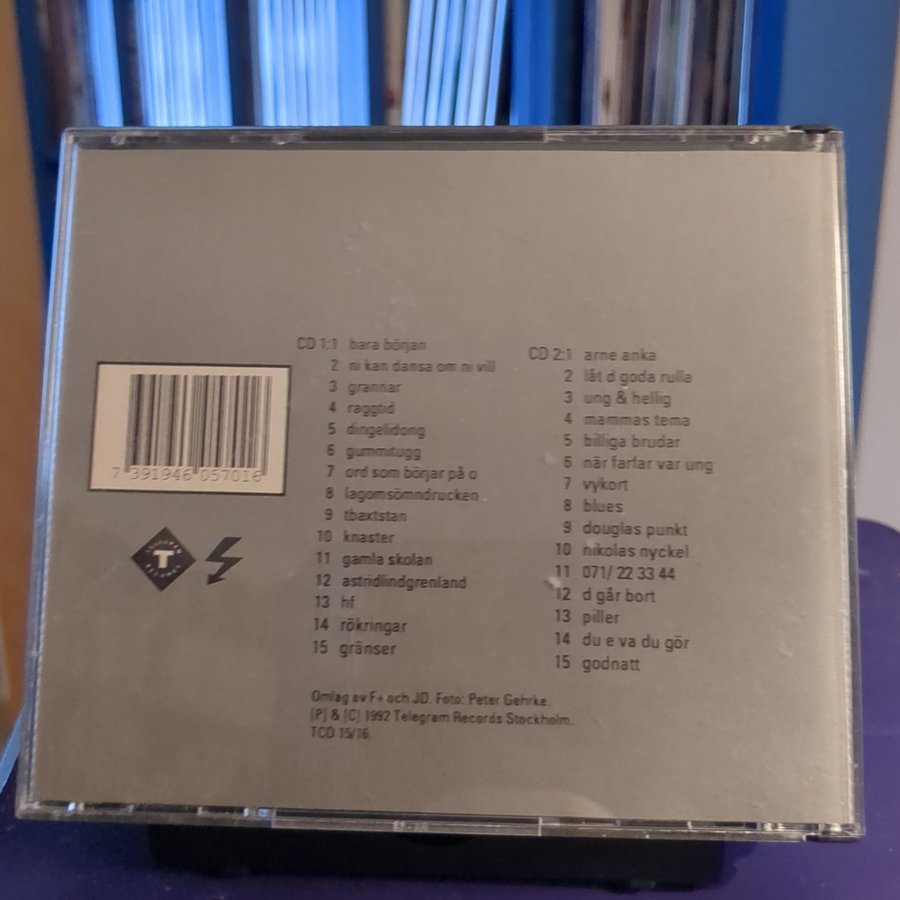 CD 1:1 bara början
2 ni kan dansa om ni vill
3 grannar
4 raggtid
5 dingelidong
6 gummitugg
7 ord som börjar på o
8 lagomsömndrucken
9 tbaxtstan
10 knaster
11 gamla skolan
12 astridlindgrenland
13 hf
14 rökringar
15 gränser
CD 2:1 arne anka
2 låt d goda rulla
3 ung & hellig
4 mammas tema
5 billiga brudar
6 när farfar var ung
7 vykort
8 blues
9 douglas punkt
10 nikolas nyckel
11 071/ 22 33 44
12 d går bort
13 piller
14 du e va du gör
15 godnatt
7 391946 057016
TELEGRAM
T
RECORDS
Omlag av F+ och JD. Foto: Peter Gehrke.
(P) & (C) 1992 Telegram Records Stockholm.
TCD 15/16.